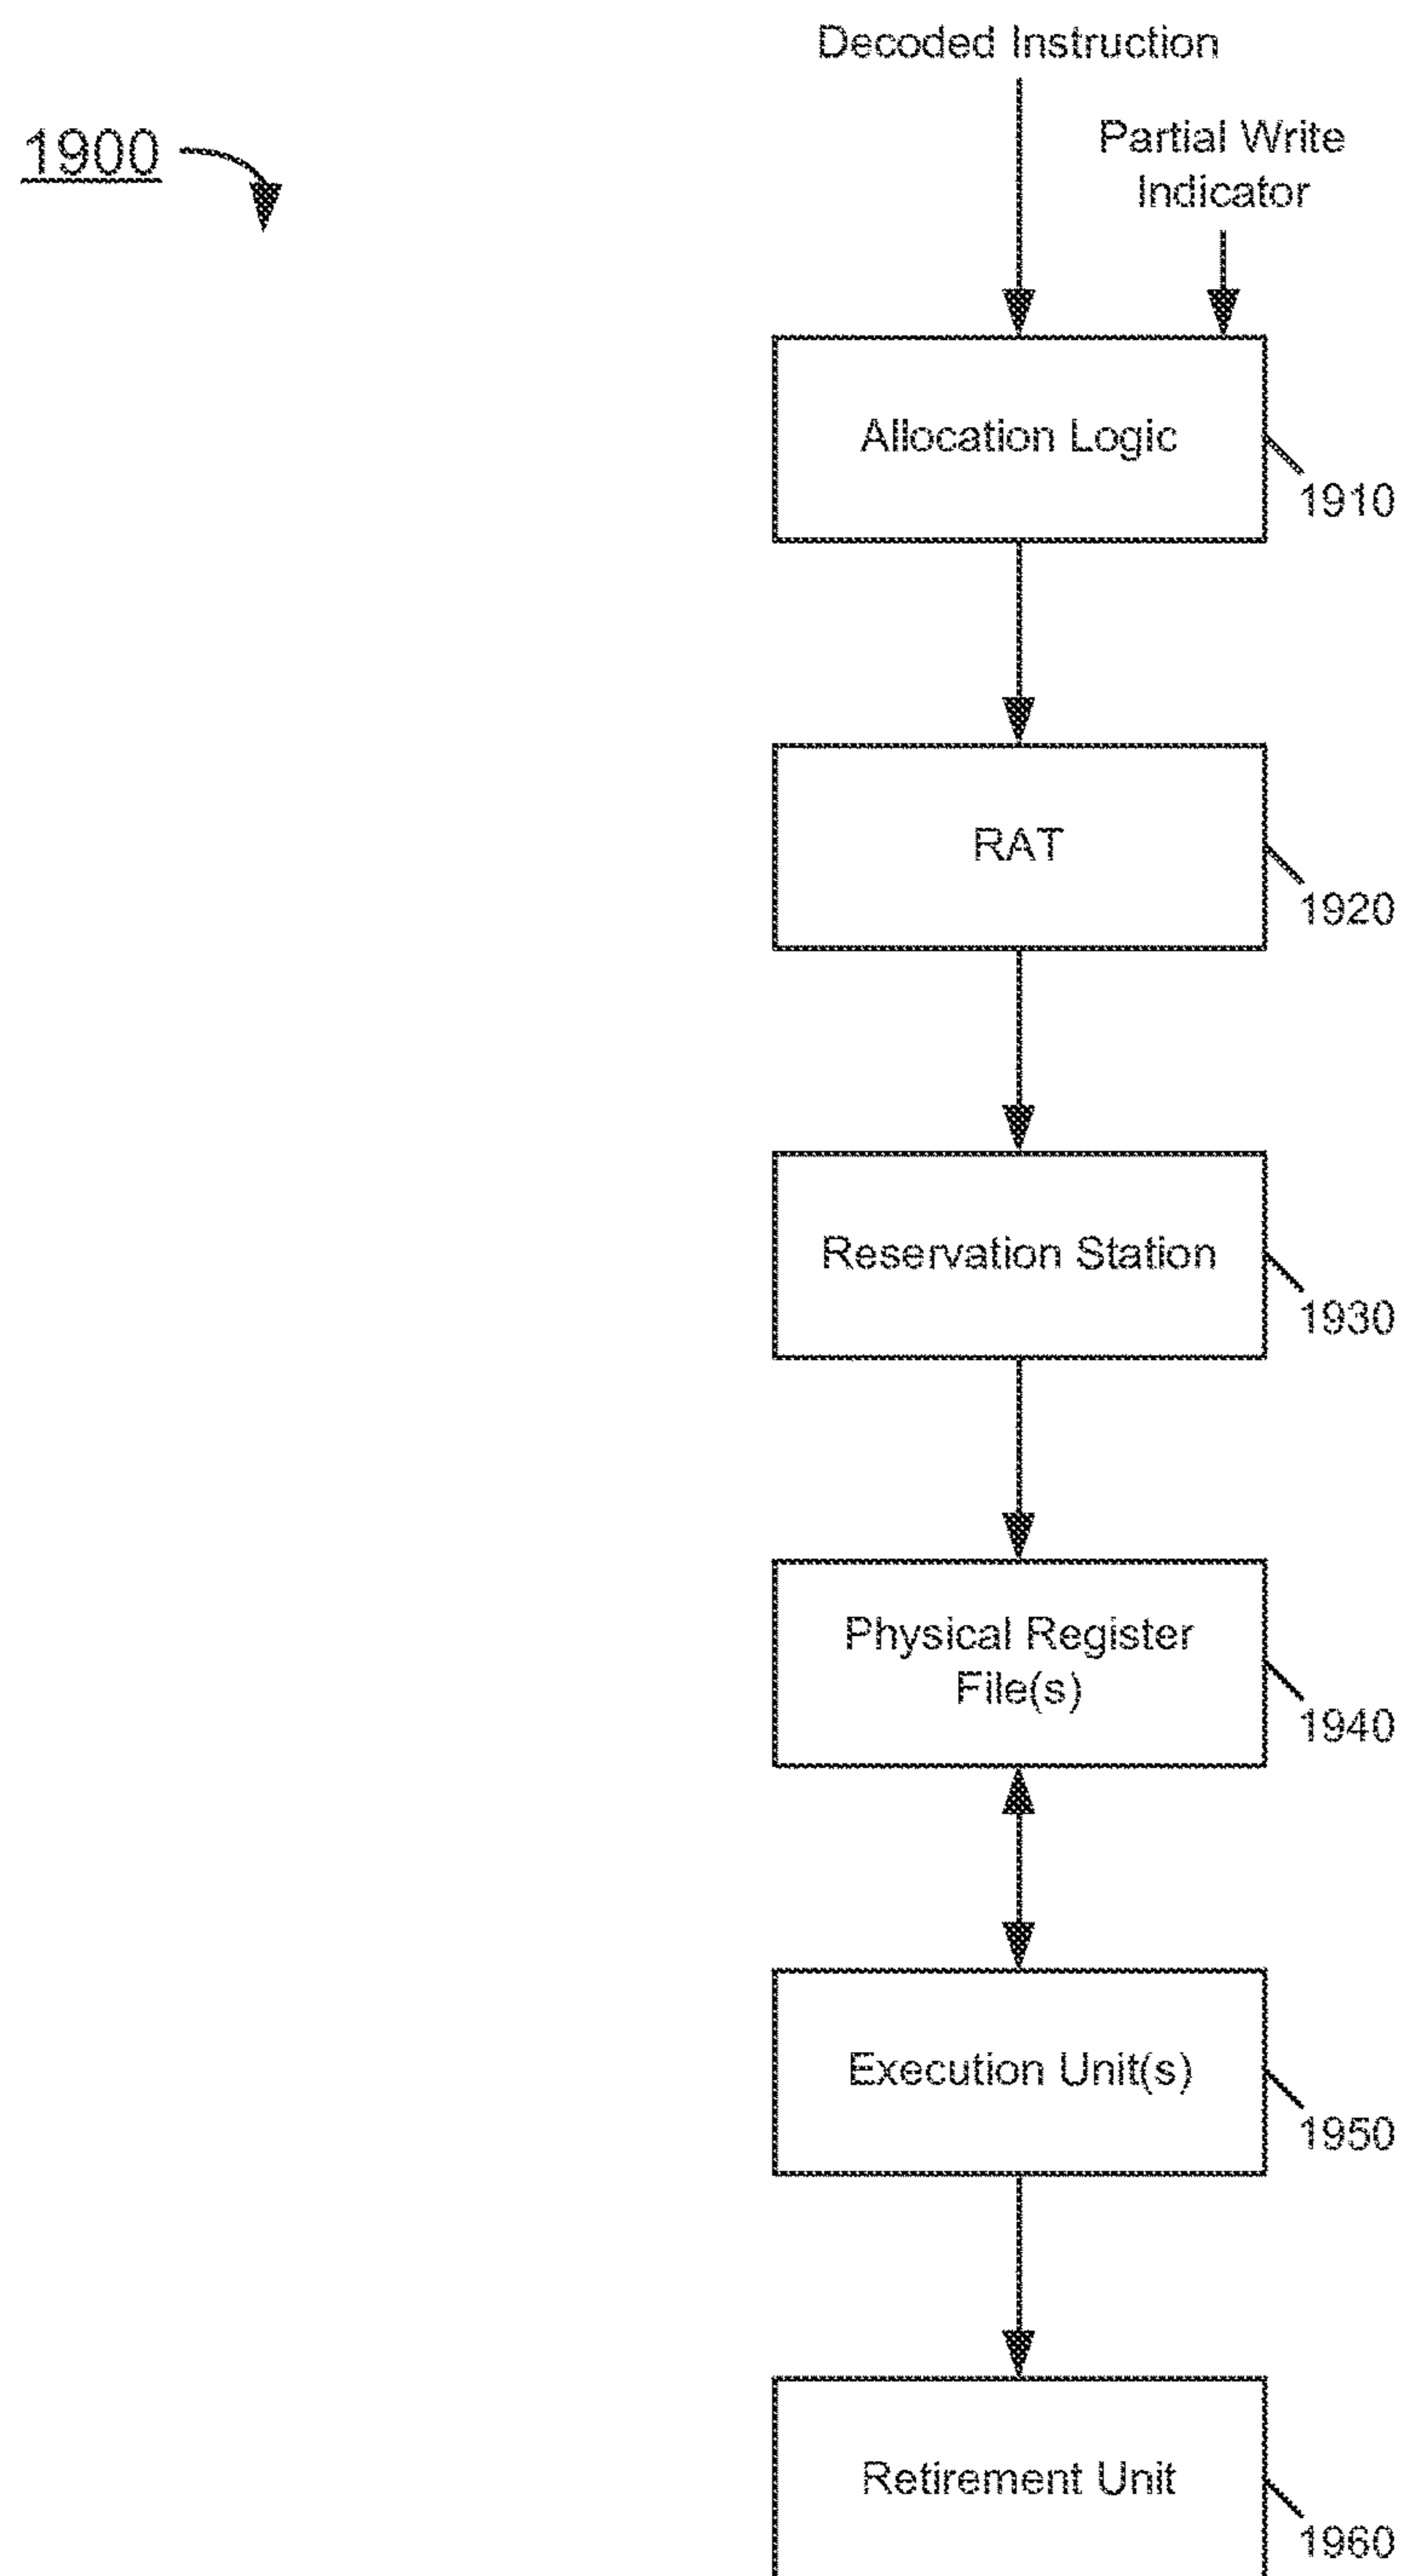 Decoded Instruction
1900
Partial Write
Indicator
Allocation Logic
1910
RAT
1920
Reservation Station
1930
Physical Register
File(s)
1940
Execution Unit(s)
1950
Retirement Unit
1960